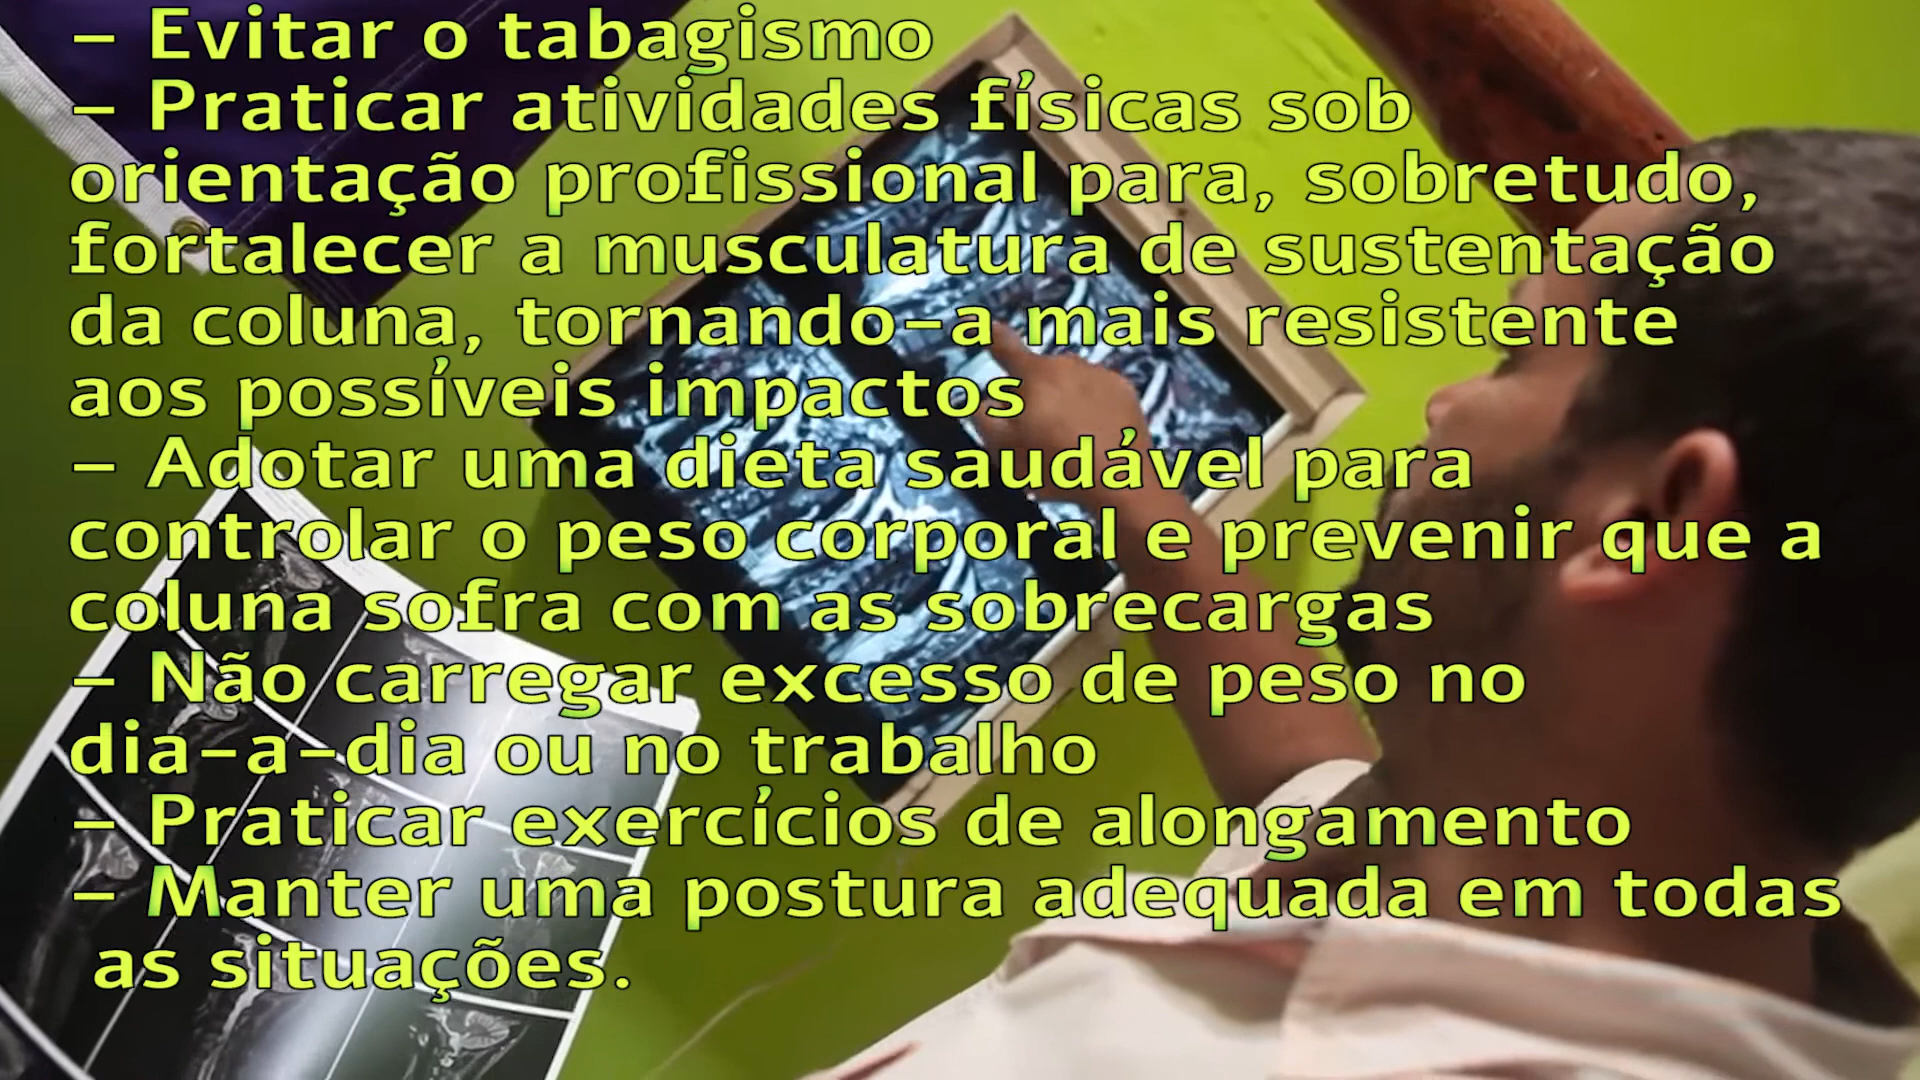 – Evitar o tabagismo
– Praticar atividades físicas sob
orientação profissional para, sobretudo,
fortalecer a musculatura de sustentação
da coluna, tornando-a mais resistente
aos possíveis impactos
– Adotar uma dieta saudável para
controlar o peso corporal e prevenir que a
coluna sofra com as sobrecargas
– Não carregar excesso de peso no
dia-a-dia ou no trabalho
– Praticar exercícios de alongamento
– Manter uma postura adequada em todas
as situações.